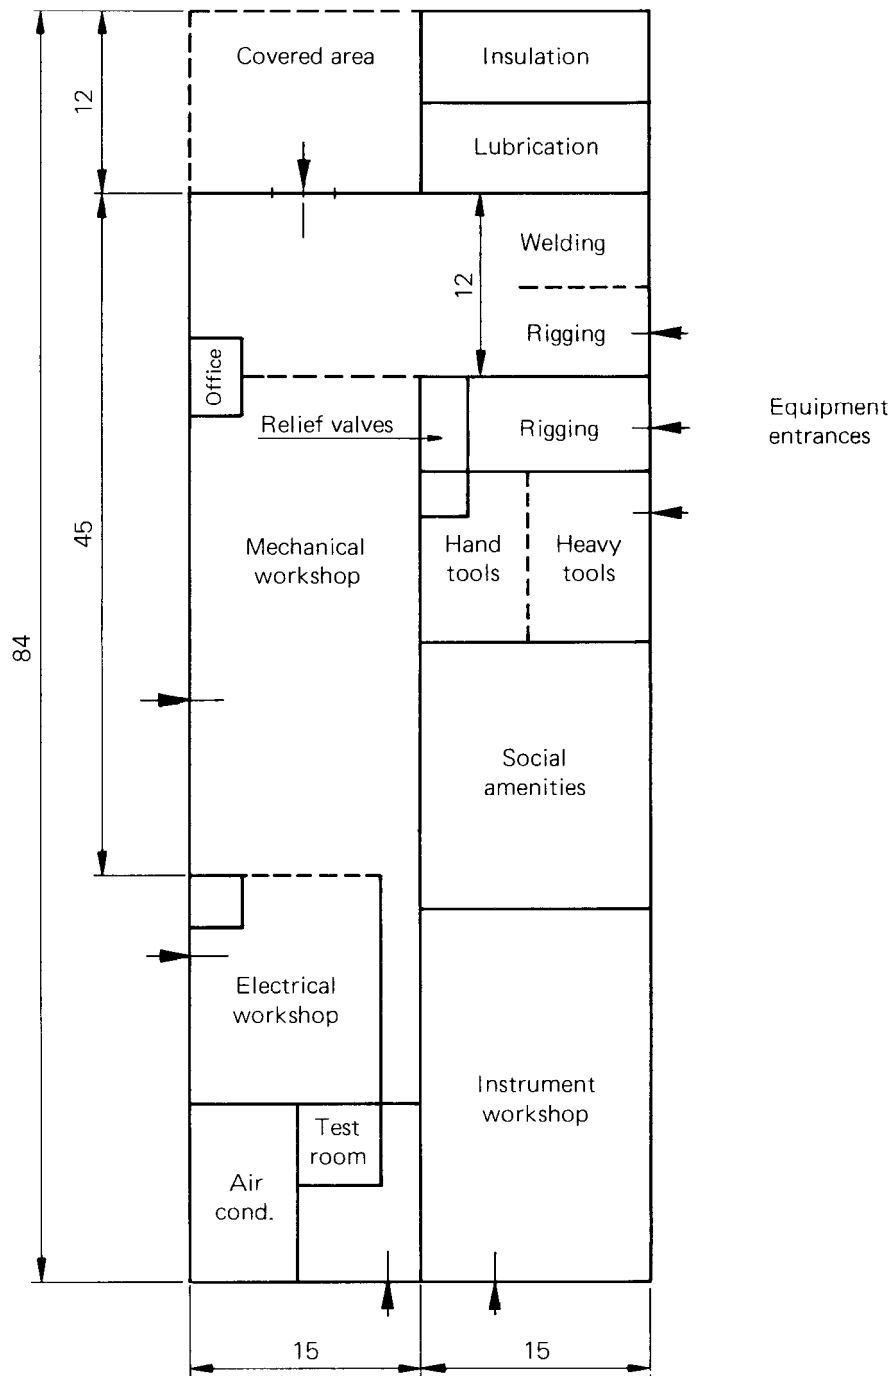 Covered area
Insulation
12
Lubrication
Welding
12
Rigging
Office
Relief valves
Rigging
Equipment
entrances
45
Mechanical
workshop
Hand
tools
Heavy
tools
84
Social
amenities
Electrical
workshop
Instrument
workshop
Test
room
Air
cond.
15
15